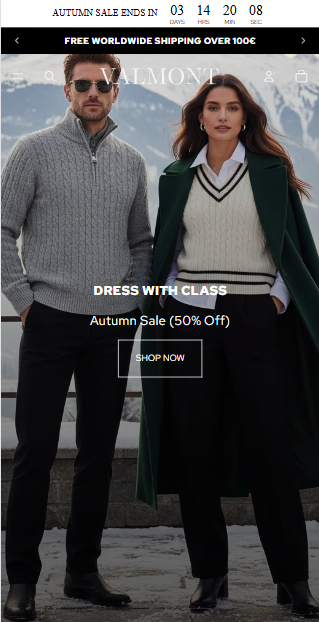 AUTUMN SALE ENDS IN 03 14 20 08
DAYS HRS MIN SEC
FREE WORLDWIDE SHIPPING OVER 100€
VALMONT
DRESS WITH CLASS
Autumn Sale (50% Off)
SHOP NOW